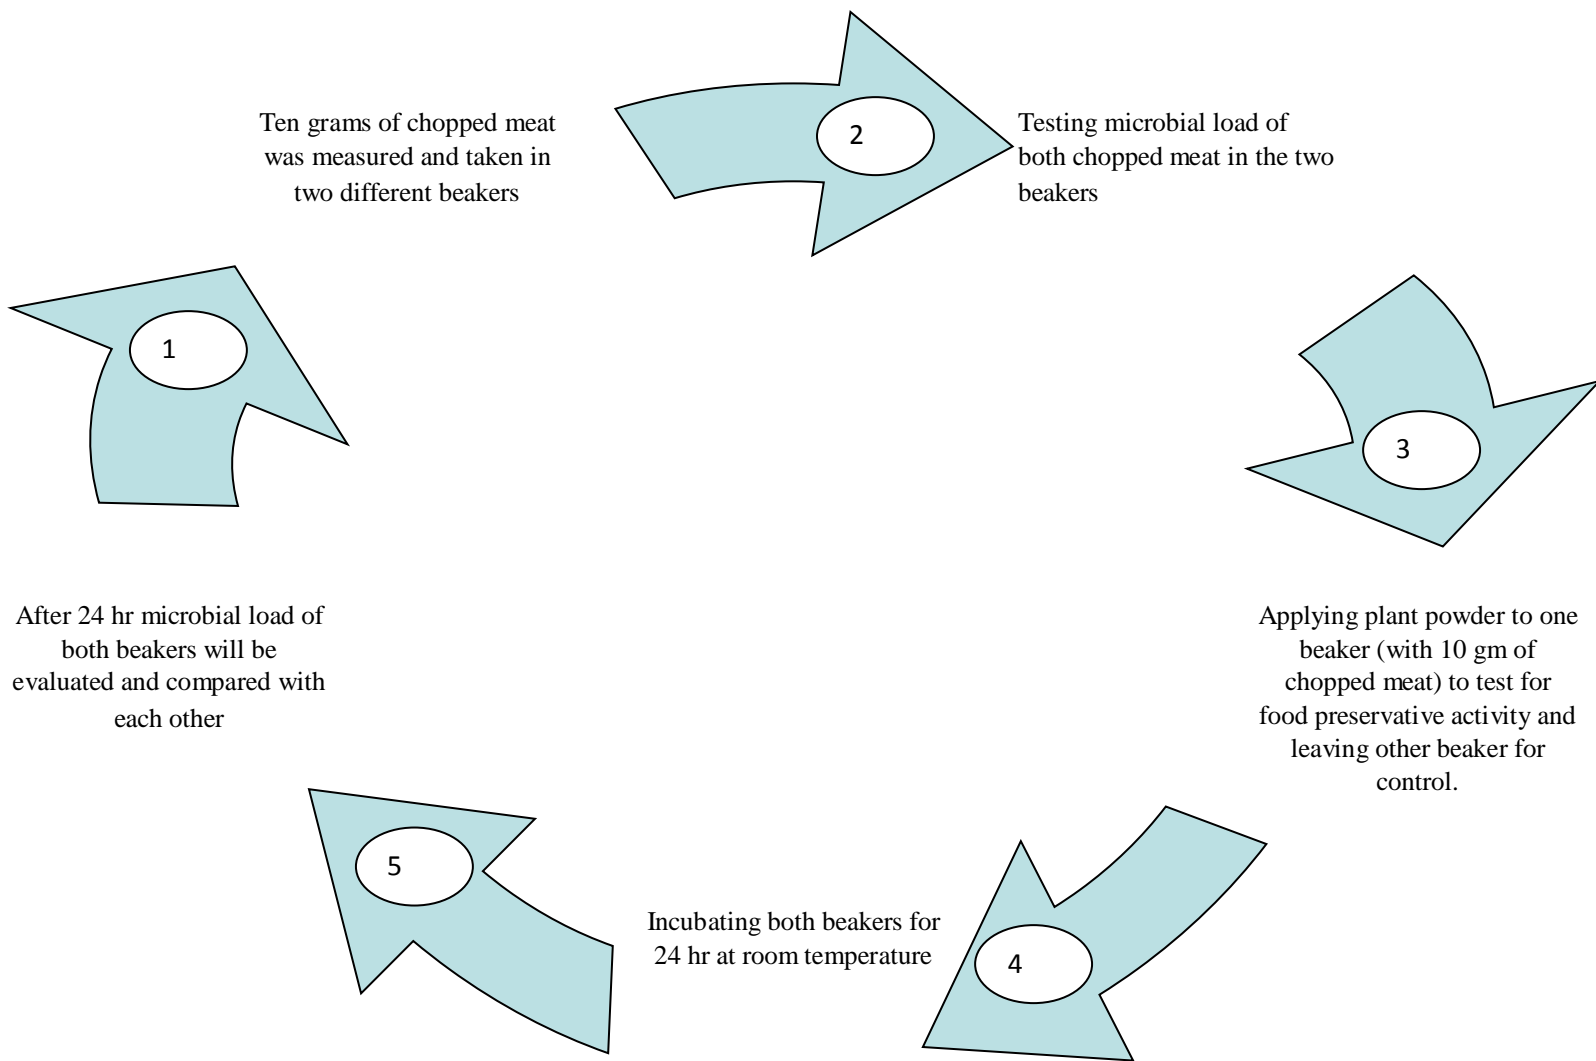 1
Ten grams of chopped meat
was measured and taken in
two different beakers
2
Testing microbial load of
both chopped meat in the two
beakers
3
Applying plant powder to one
beaker (with 10 gm of
chopped meat) to test for
food preservative activity and
leaving other beaker for
control.
4
Incubating both beakers for
24 hr at room temperature
5
After 24 hr microbial load of
both beakers will be
evaluated and compared with
each other